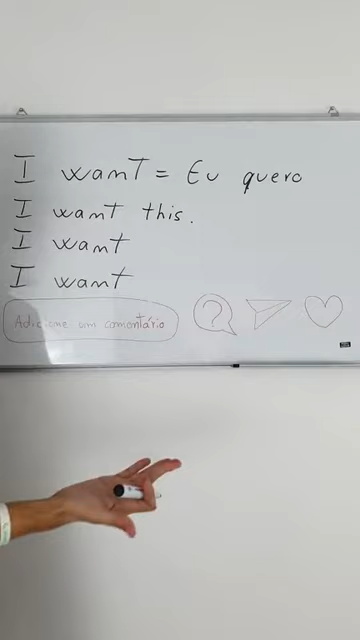 I want = Eu quero
I want this.
I want
I want
Adicione um comentário
?